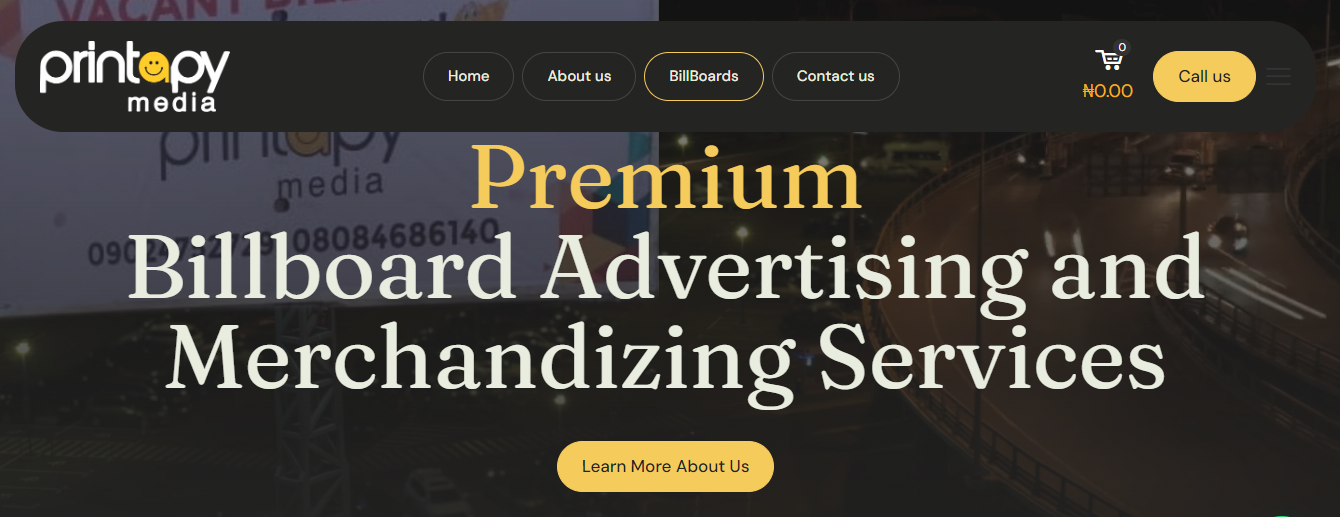 VACANT
printapy
media
Home
About us
BillBoards
Contact us
0
₦0.00
Call us
printapy
media
08084686140
Premium
Billboard Advertising and
Merchandizing Services
Learn More About Us